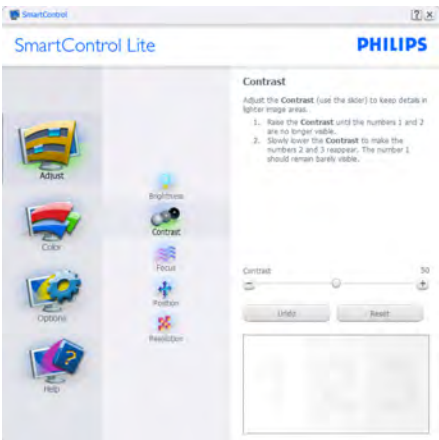 SmartControl
SmartControl Lite
PHILIPS
Adjust
Color
Options
Help
Brightness
Contrast
Focus
Position
Resolution
Contrast
Adjust the Contrast (use the slider) to keep details in
lighter image areas.
1. Raise the Contrast until the numbers 1 and 2
are no longer visible.
2. Slowly lower the Contrast to make the
numbers 2 and 3 reappear. The number 1
should remain barely visible.
Contrast 50
Undo Reset
1 2 3